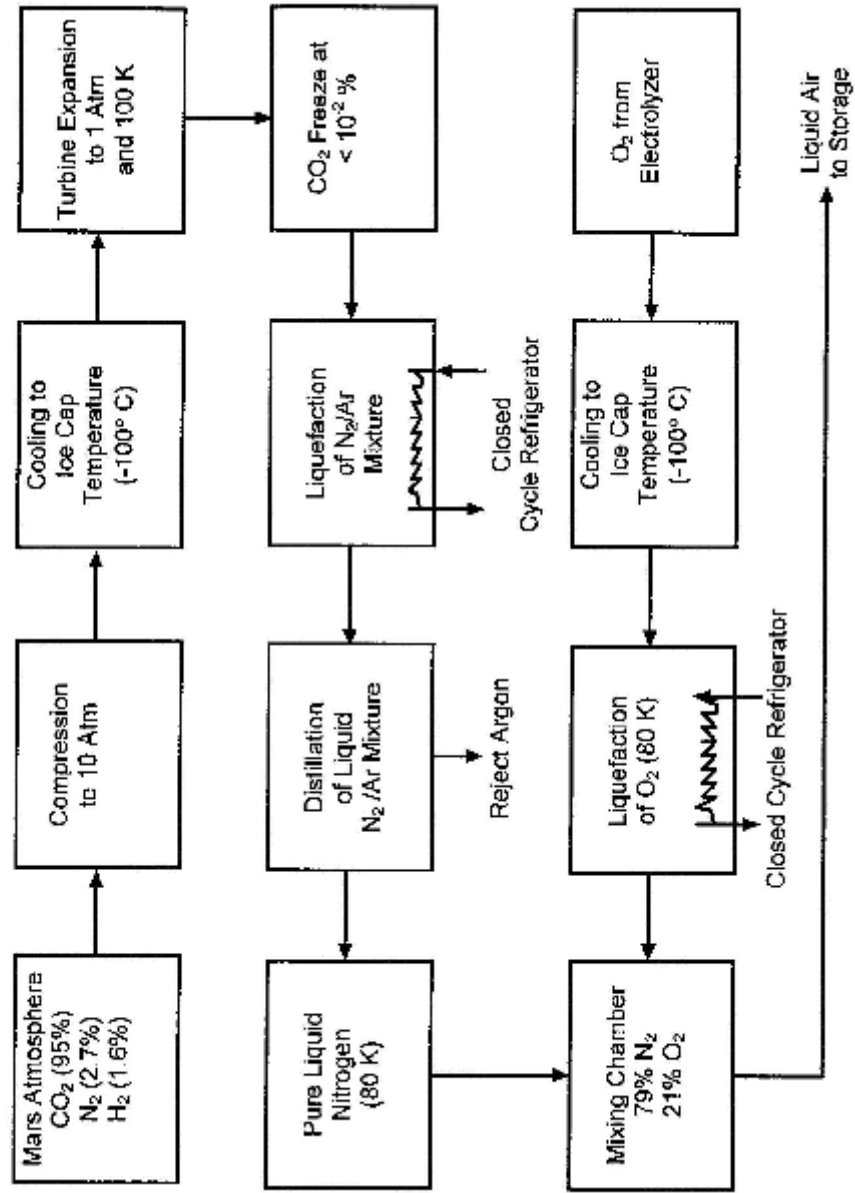 Mars Atmosphere
CO₂ (95%)
N₂ (2.7%)
H₂ (1.6%)
Compression
to 10 Atm
Cooling to
Ice Cap
Temperature
(-100° C)
Turbine Expansion
to 1 Atm
and 100 K
CO₂ Freeze at
< 10⁻² %
Liquefaction
of N₂/Ar
Mixture
Closed
Cycle Refrigerator
Distillation
of Liquid
N₂ /Ar Mixture
Reject Argon
Pure Liquid
Nitrogen
(80 K)
Mixing Chamber
79% N₂
21% O₂
Liquefaction
of O₂ (80 K)
Closed Cycle Refrigerator
Cooling to
Ice Cap
Temperature
(-100° C)
O₂ from
Electrolyzer
Liquid Air
to Storage